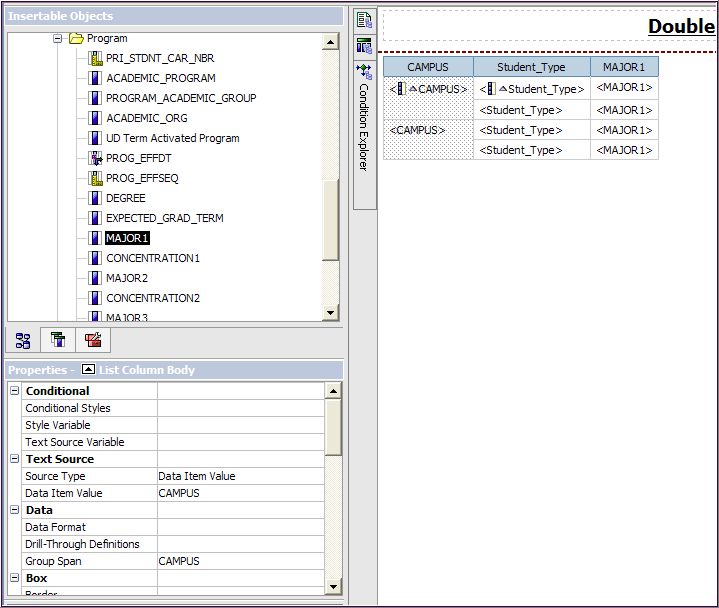 Insertable Objects
Program
PRI_STDNT_CAR_NBR
ACADEMIC_PROGRAM
PROGRAM_ACADEMIC_GROUP
ACADEMIC_ORG
UD Term Activated Program
PROG_EFFDT
PROG_EFFSEQ
DEGREE
EXPECTED_GRAD_TERM
MAJOR1
CONCENTRATION1
MAJOR2
CONCENTRATION2
MAJOR3
Properties - List Column Body
Conditional
Conditional Styles
Style Variable
Text Source Variable
Text Source
Source Type Data Item Value
Data Item Value CAMPUS
Data
Data Format
Drill-Through Definitions
Group Span CAMPUS
Box
Border
Condition Explorer
Double
CAMPUS Student_Type MAJOR1
<CAMPUS> <Student_Type> <MAJOR1>
<Student_Type> <MAJOR1>
<CAMPUS> <Student_Type> <MAJOR1>
<Student_Type> <MAJOR1>